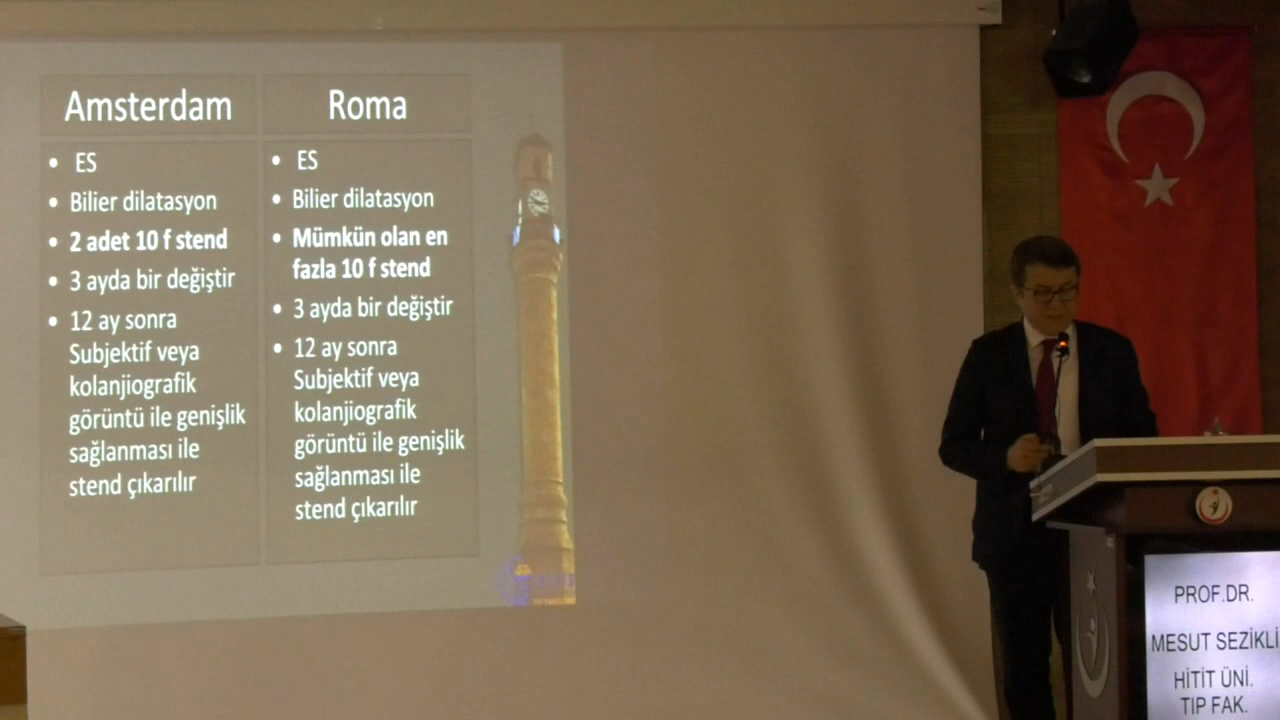 Amsterdam
• ES
• Bilier dilatasyon
• 2 adet 10 f stend
• 3 ayda bir değiştir
• 12 ay sonra
Subjektif veya
kolanjiografik
görüntü ile genişlik
sağlanması ile
stend çıkarılır
Roma
• ES
• Bilier dilatasyon
• Mümkün olan en
fazla 10 f stend
• 3 ayda bir değiştir
• 12 ay sonra
Subjektif veya
kolanjiografik
görüntü ile genişlik
sağlanması ile
stend çıkarılır
PROF.DR.
MESUT SEZİKLİ
HİTİT ÜNİ.
TIP FAK.